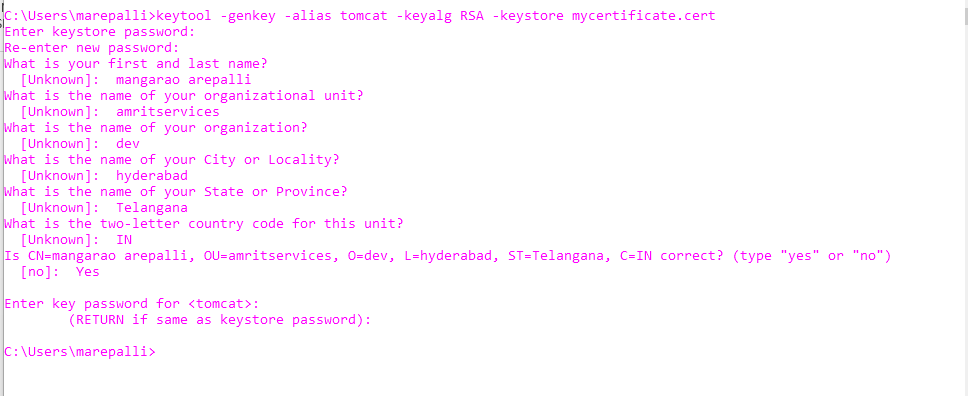 C:\Users\marepalli>keytool -genkey -alias tomcat -keyalg RSA -keystore mycertificate.cert
Enter keystore password:
Re-enter new password:
What is your first and last name?
  [Unknown]:  mangarao arepalli
What is the name of your organizational unit?
  [Unknown]:  amritservices
What is the name of your organization?
  [Unknown]:  dev
What is the name of your City or Locality?
  [Unknown]:  hyderabad
What is the name of your State or Province?
  [Unknown]:  Telangana
What is the two-letter country code for this unit?
  [Unknown]:  IN
Is CN=mangarao arepalli, OU=amritservices, O=dev, L=hyderabad, ST=Telangana, C=IN correct? (type "yes" or "no")
  [no]:  Yes

Enter key password for <tomcat>:
        (RETURN if same as keystore password):

C:\Users\marepalli>